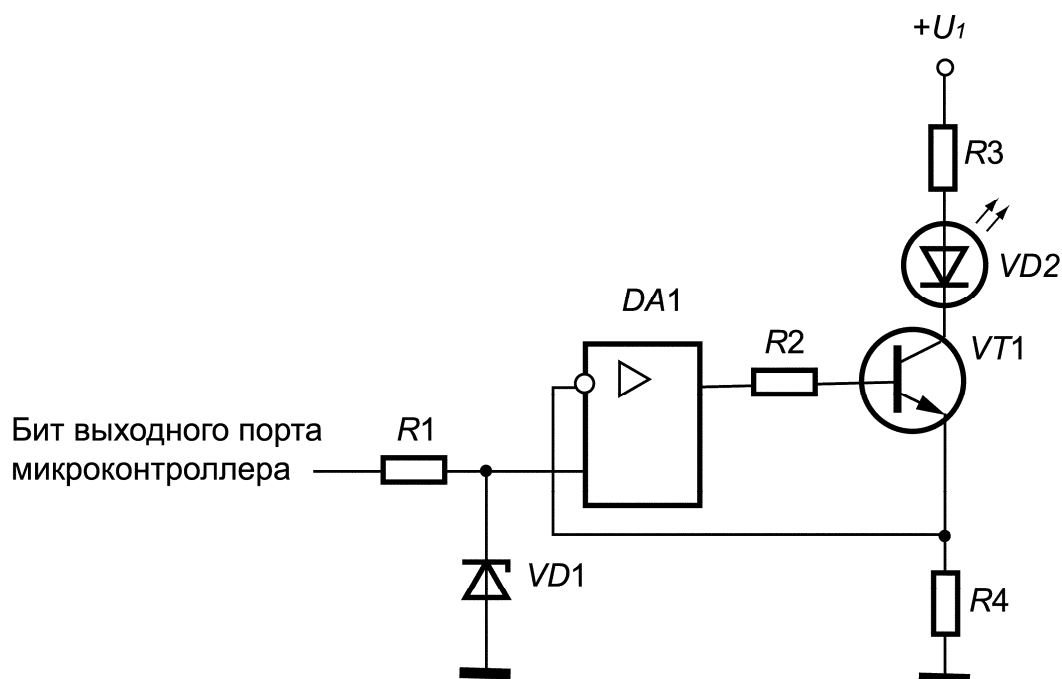 +U1
R3
VD2
DA1
R2
VT1
Бит выходного порта
микроконтроллера
R1
VD1
R4